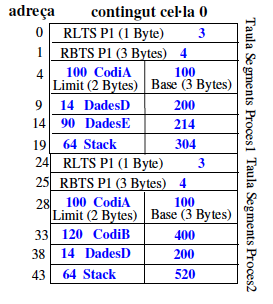 adreça contingut cel·la 0
0 RLTS P1 (1 Byte) 3
1 RBTS P1 (3 Bytes) 4
4 100 CodiA 100
Limit (2 Bytes) Base (3 Bytes)
9 14 DadesD 200
14 90 DadesE 214
19 64 Stack 304
Taula Segments Proces1
24 RLTS P1 (1 Byte) 3
25 RBTS P1 (3 Bytes) 4
28 100 CodiA 100
Limit (2 Bytes) Base (3 Bytes)
33 120 CodiB 400
38 14 DadesD 200
43 64 Stack 520
Taula Segments Proces2